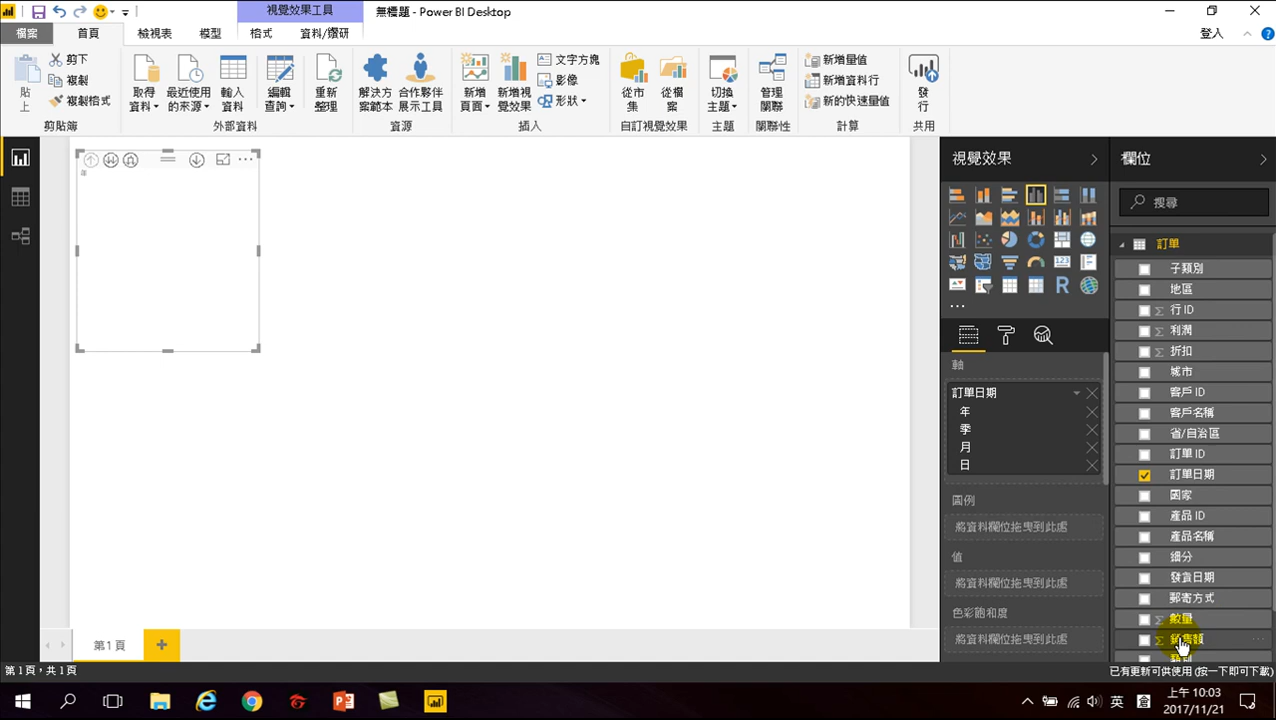 視覺效果工具
無標題 - Power BI Desktop
檔案
首頁
檢視表
模型
格式
資料/鑽研
登入
貼上
剪下
複製
複製格式
剪貼簿
取得資料
最近使用的來源
輸入資料
編輯查詢
重新整理
外部資料
解決方案範本
合作夥伴展示工具
資源
新增頁面
新增視覺效果
文字方塊
影像
形狀
插入
從市集
從檔案
自訂視覺效果
切換主題
主題
管理關聯
關聯性
新增量值
新增資料行
新的快速量值
計算
發行
共用
年
視覺效果
R
123
軸
訂單日期
年
季
月
日
圖例
將資料欄位拖曳到此處
值
將資料欄位拖曳到此處
色彩飽和度
將資料欄位拖曳到此處
欄位
搜尋
訂單
子類別
地區
Σ 行 ID
Σ 利潤
Σ 折扣
城市
客戶 ID
客戶名稱
省/自治區
訂單 ID
訂單日期
國家
產品 ID
產品名稱
細分
發貨日期
郵寄方式
Σ 數量
Σ 銷售額
第 1 頁
第 1 頁，共 1 頁
已有更新可供使用 (按一下即可下載)
英
倉
上午 10:03
2017/11/21